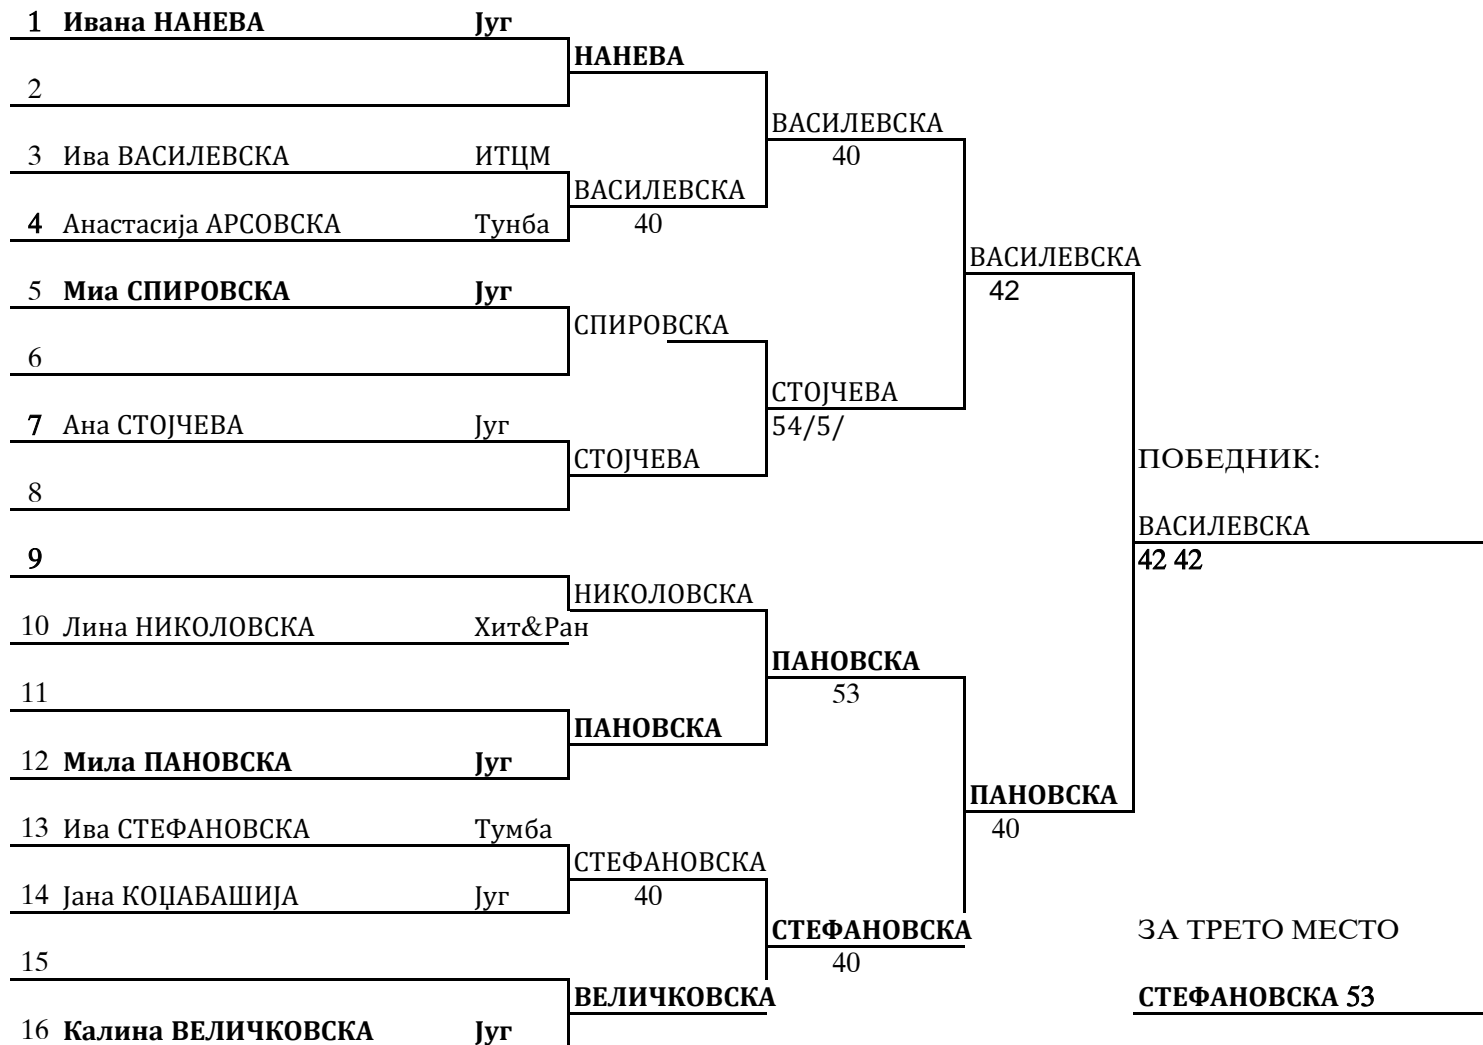 1 Ивана НАНЕВА Југ
НАНЕВА
2
ВАСИЛЕВСКА
3 Ива ВАСИЛЕВСКА ИТЦМ 40
ВАСИЛЕВСКА
4 Анастасија АРСОВСКА Тунба 40
ВАСИЛЕВСКА
5 Миа СПИРОВСКА Југ 42
СПИРОВСКА
6
СТОЈЧЕВА
7 Ана СТОЈЧЕВА Југ 54/5/
СТОЈЧЕВА ПОБЕДНИК:
8
ВАСИЛЕВСКА
9 42 42
НИКОЛОВСКА
10 Лина НИКОЛОВСКА Хит&Ран
ПАНОВСКА
11 53
ПАНОВСКА
12 Мила ПАНОВСКА Југ
ПАНОВСКА
13 Ива СТЕФАНОВСКА Тумба 40
СТЕФАНОВСКА
14 Јана КОЏАБАШИЈА Југ 40
СТЕФАНОВСКА ЗА ТРЕТО МЕСТО
15 40
ВЕЛИЧКОВСКА СТЕФАНОВСКА 53
16 Калина ВЕЛИЧКОВСКА Југ